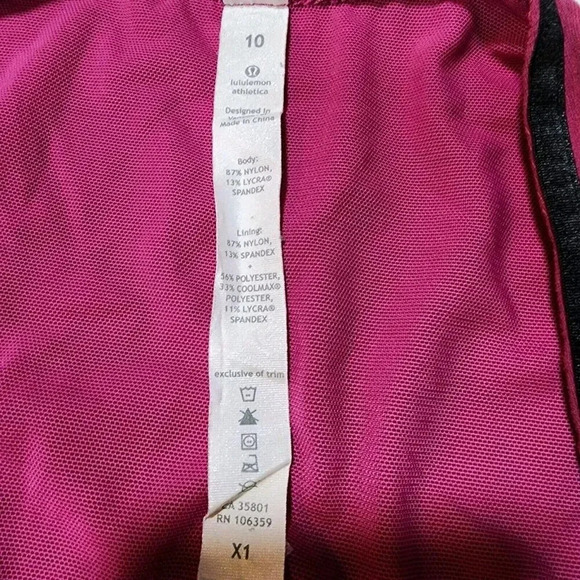 10
lululemon
athletica
Designed in
Made in China
Body:
87% NYLON,
13% LYCRA®
SPANDEX
Lining:
87% NYLON,
13% SPANDEX
56% POLYESTER,
33% COOLMAX®
POLYESTER,
11% LYCRA®
SPANDEX
exclusive of trim
35801
RN 106359
X1